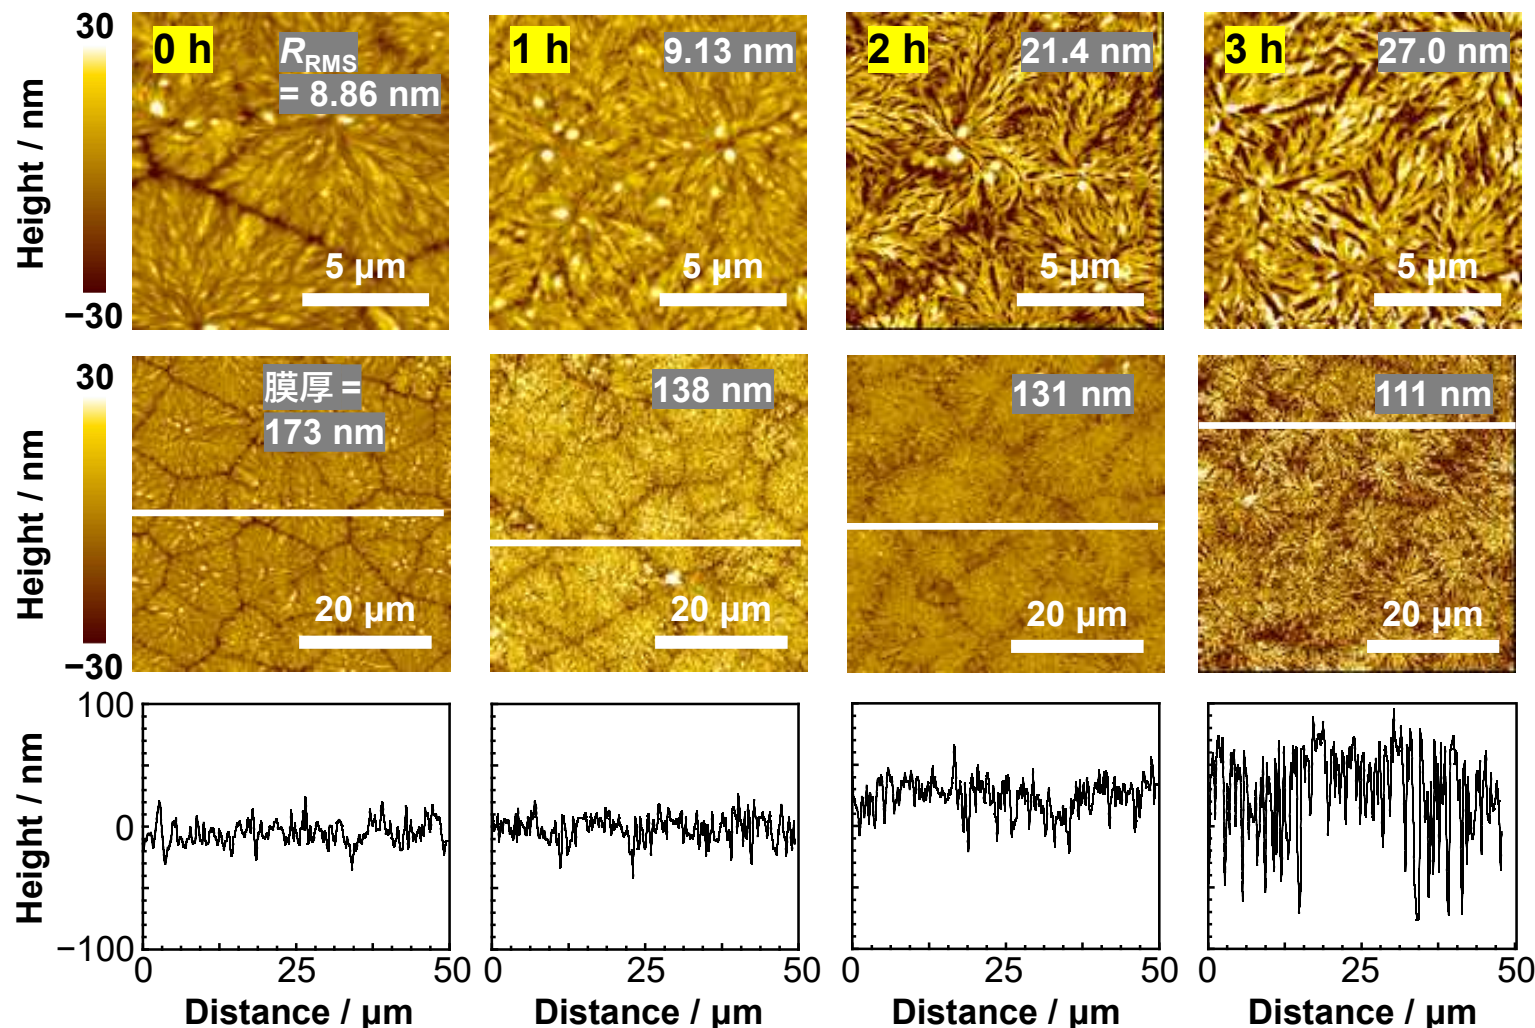 30
Height / nm
−30
0 h
R_RMS
= 8.86 nm
5 µm
1 h
9.13 nm
5 µm
2 h
21.4 nm
5 µm
3 h
27.0 nm
5 µm
30
Height / nm
−30
膜厚 =
173 nm
20 µm
138 nm
20 µm
131 nm
20 µm
111 nm
20 µm
100
0
−100
Height / nm
0 25 50
Distance / µm
0 25 50
Distance / µm
0 25 50
Distance / µm
0 25 50
Distance / µm